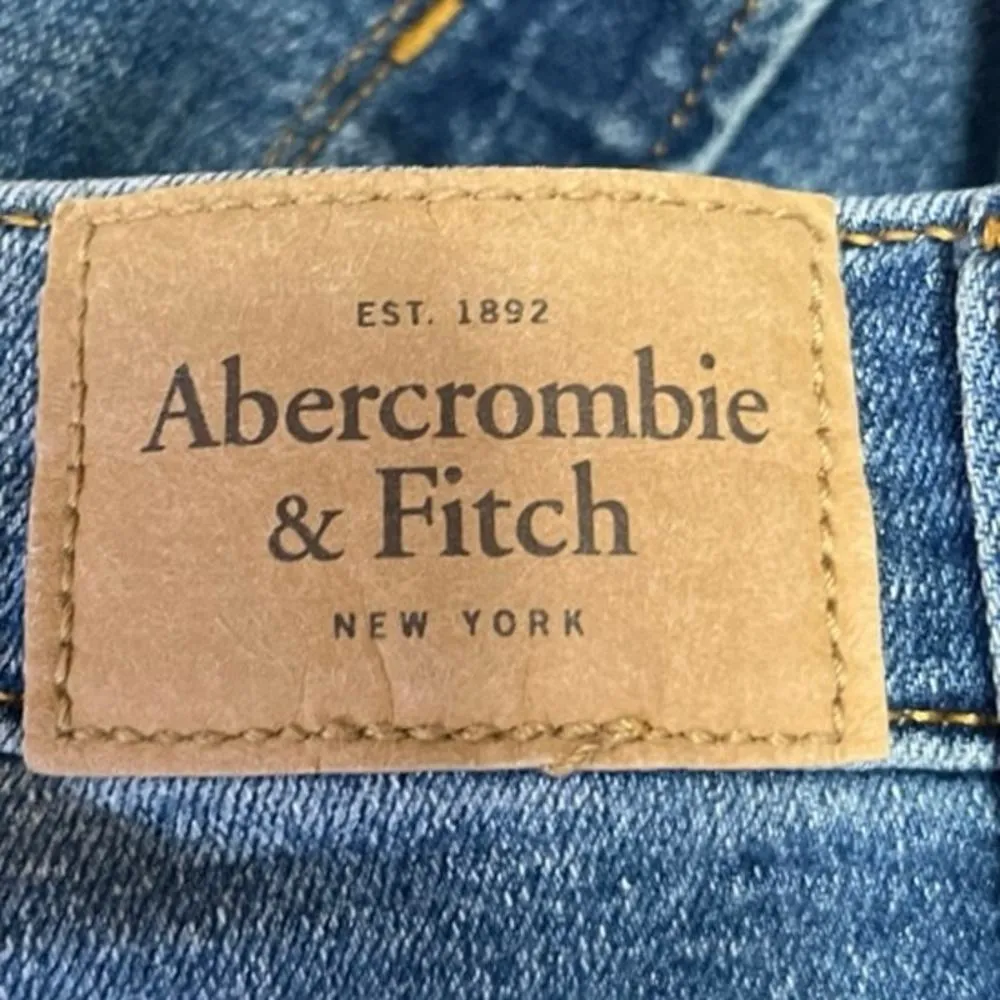 EST. 1892
Abercrombie
& Fitch
NEW YORK